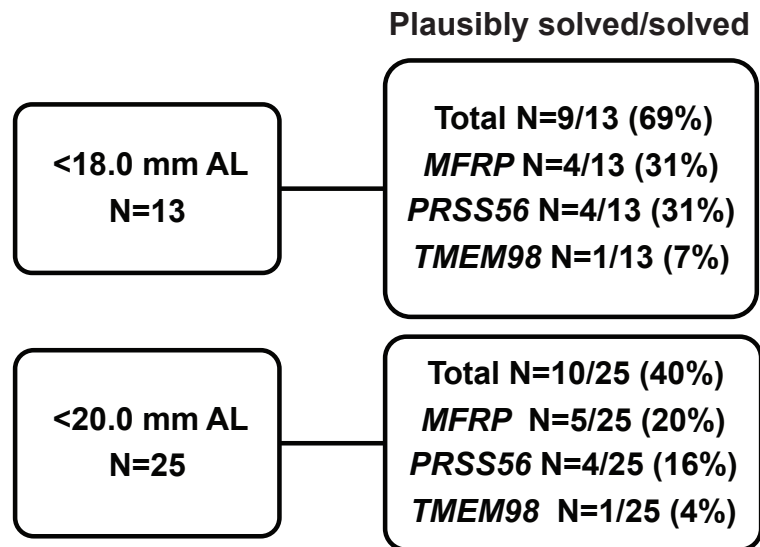 Plausibly solved/solved
<18.0 mm AL
N=13
Total N=9/13 (69%)
MFRP N=4/13 (31%)
PRSS56 N=4/13 (31%)
TMEM98 N=1/13 (7%)
<20.0 mm AL
N=25
Total N=10/25 (40%)
MFRP N=5/25 (20%)
PRSS56 N=4/25 (16%)
TMEM98 N=1/25 (4%)